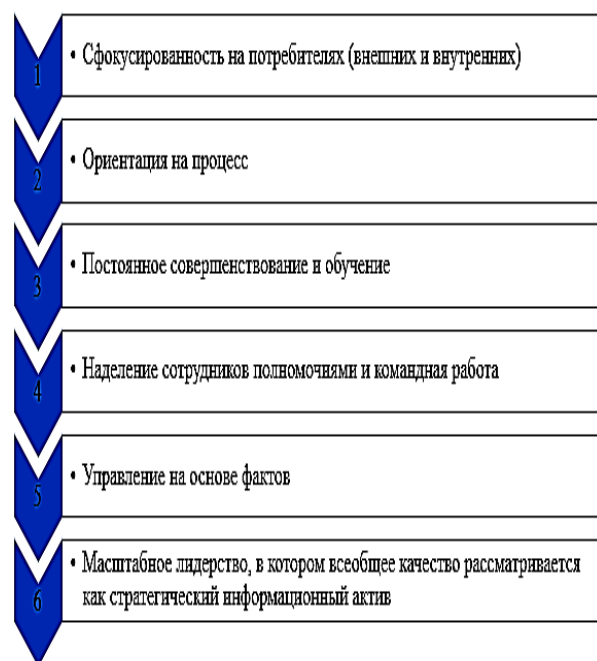 1
• Сфокусированность на потребителях (внешних и внутренних)
2
• Ориентация на процесс
3
• Постоянное совершенствование и обучение
4
• Наделение сотрудников полномочиями и командная работа
5
• Управление на основе фактов
6
• Масштабное лидерство, в котором всеобщее качество рассматривается
как стратегический информационный актив